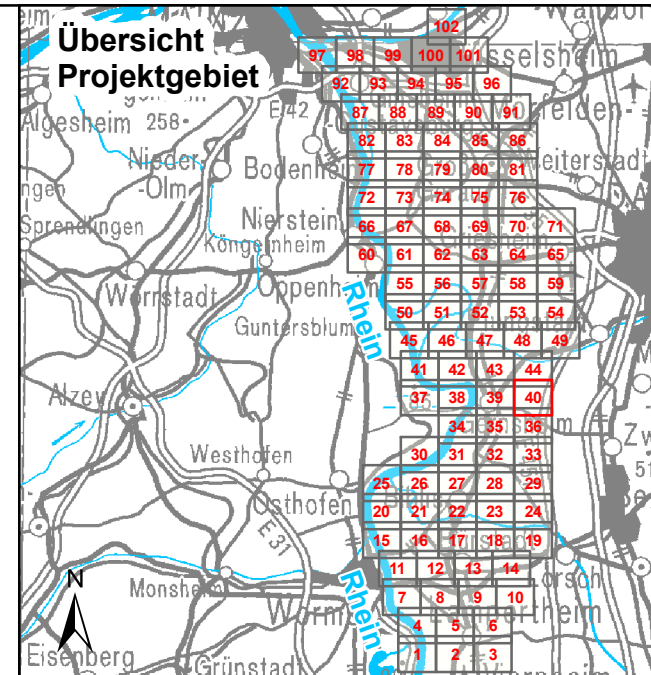 Übersicht
Projektgebiet
102
97 98 99 100 101
sselsheim
92 93 94 95 96
E 42
87 88 89 90 91
Algesheim 258
82 83 84 85 86
Nieder
-Olm
Bodenheim
Weiterstadt
77 78 79 80 81
72 73 74 75 76
Sprendlingen
Nierstein
66 67 68 69 70 71
Köngernheim
60 61 62 63 64 65
Wörrstadt
Oppenh
55 56 57 58 59
Rhein
50 51 52 53 54
Guntersblum
45 46 47 48 49
41 42 43 44
Alzey
37 38 39 40
34 35 36
Westhofen
30 31 32 33
25 26 27 28 29
Osthofen
20 21 22 23 24
E 31
15 16 17 18 19
11 12 13 14
Lorsch
N
Monsheim
Rhein
7 8 9 10
Worms
4 5 6
Eisenberg
Grünstadt
1 2 3